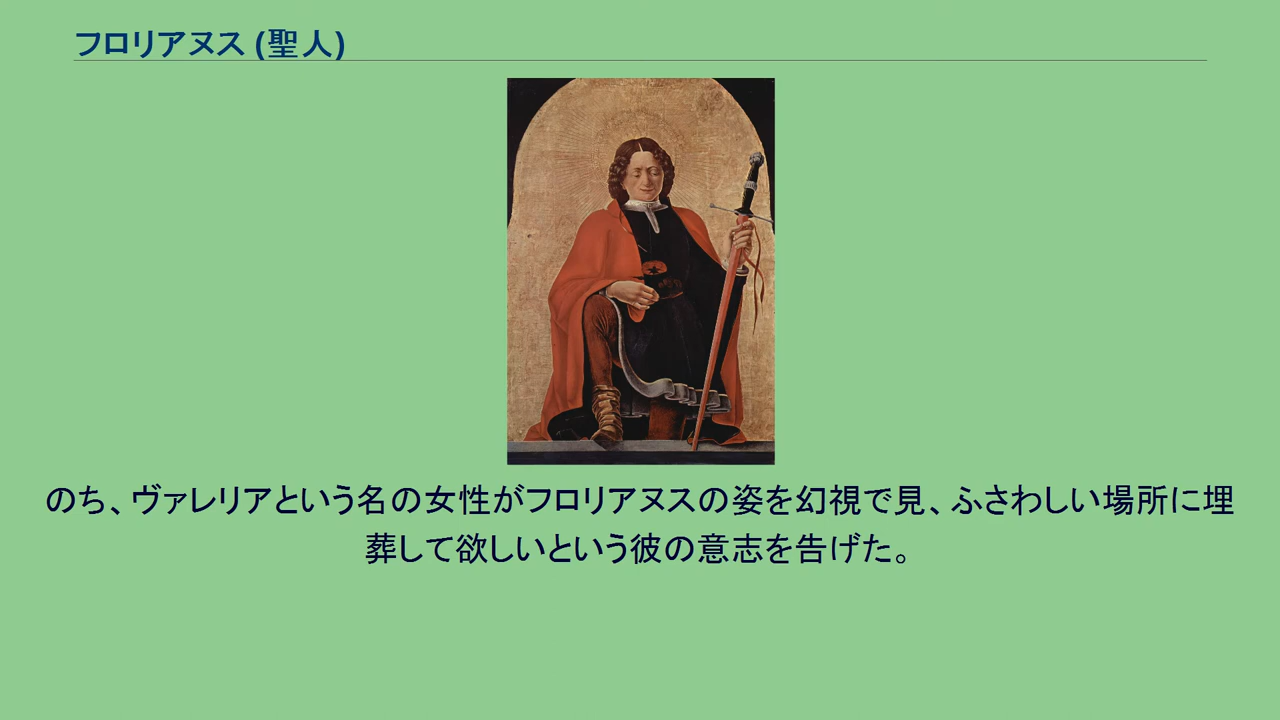 フロリアヌス (聖人)
のち、ヴァレリアという名の女性がフロリアヌスの姿を幻視で見、ふさわしい場所に埋
葬して欲しいという彼の意志を告げた。